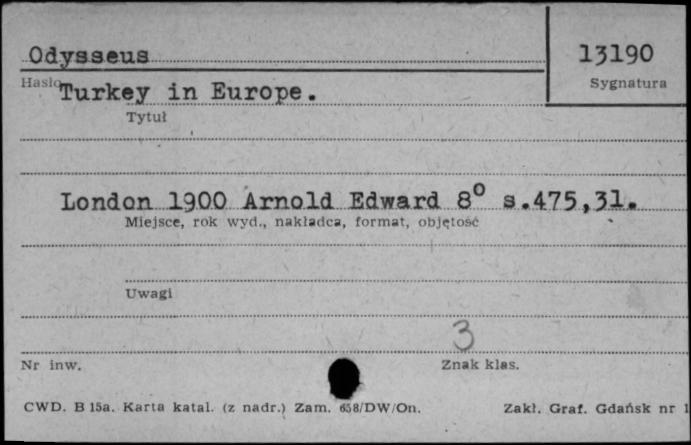 Odysseus
13190
Hasło
Sygnatura
Turkey in Europe.
Tytuł
London 1900 Arnold Edward 8° s.475,31.
Miejsce, rok wyd., nakładca, format, objętość
Uwagi
3
Nr inw.
Znak klas.
CWD. B 15a. Karta katal. (z nadr.) Zam. 658/DW/On.
Zakł. Graf. Gdańsk nr 1